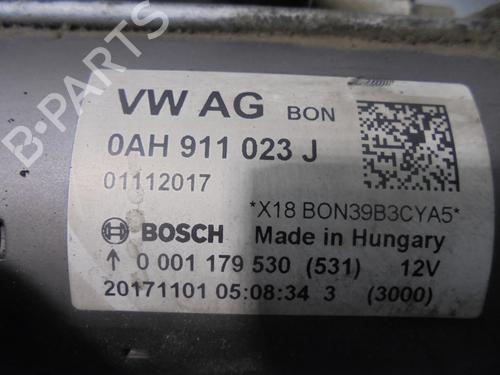 VW AG BON
0AH 911 023 J
01112017
*X18 BON39B3CYA5*
BOSCH Made in Hungary
↑ 0 001 179 530 (531) 12V
20171101 05:08:34 3 (3000)